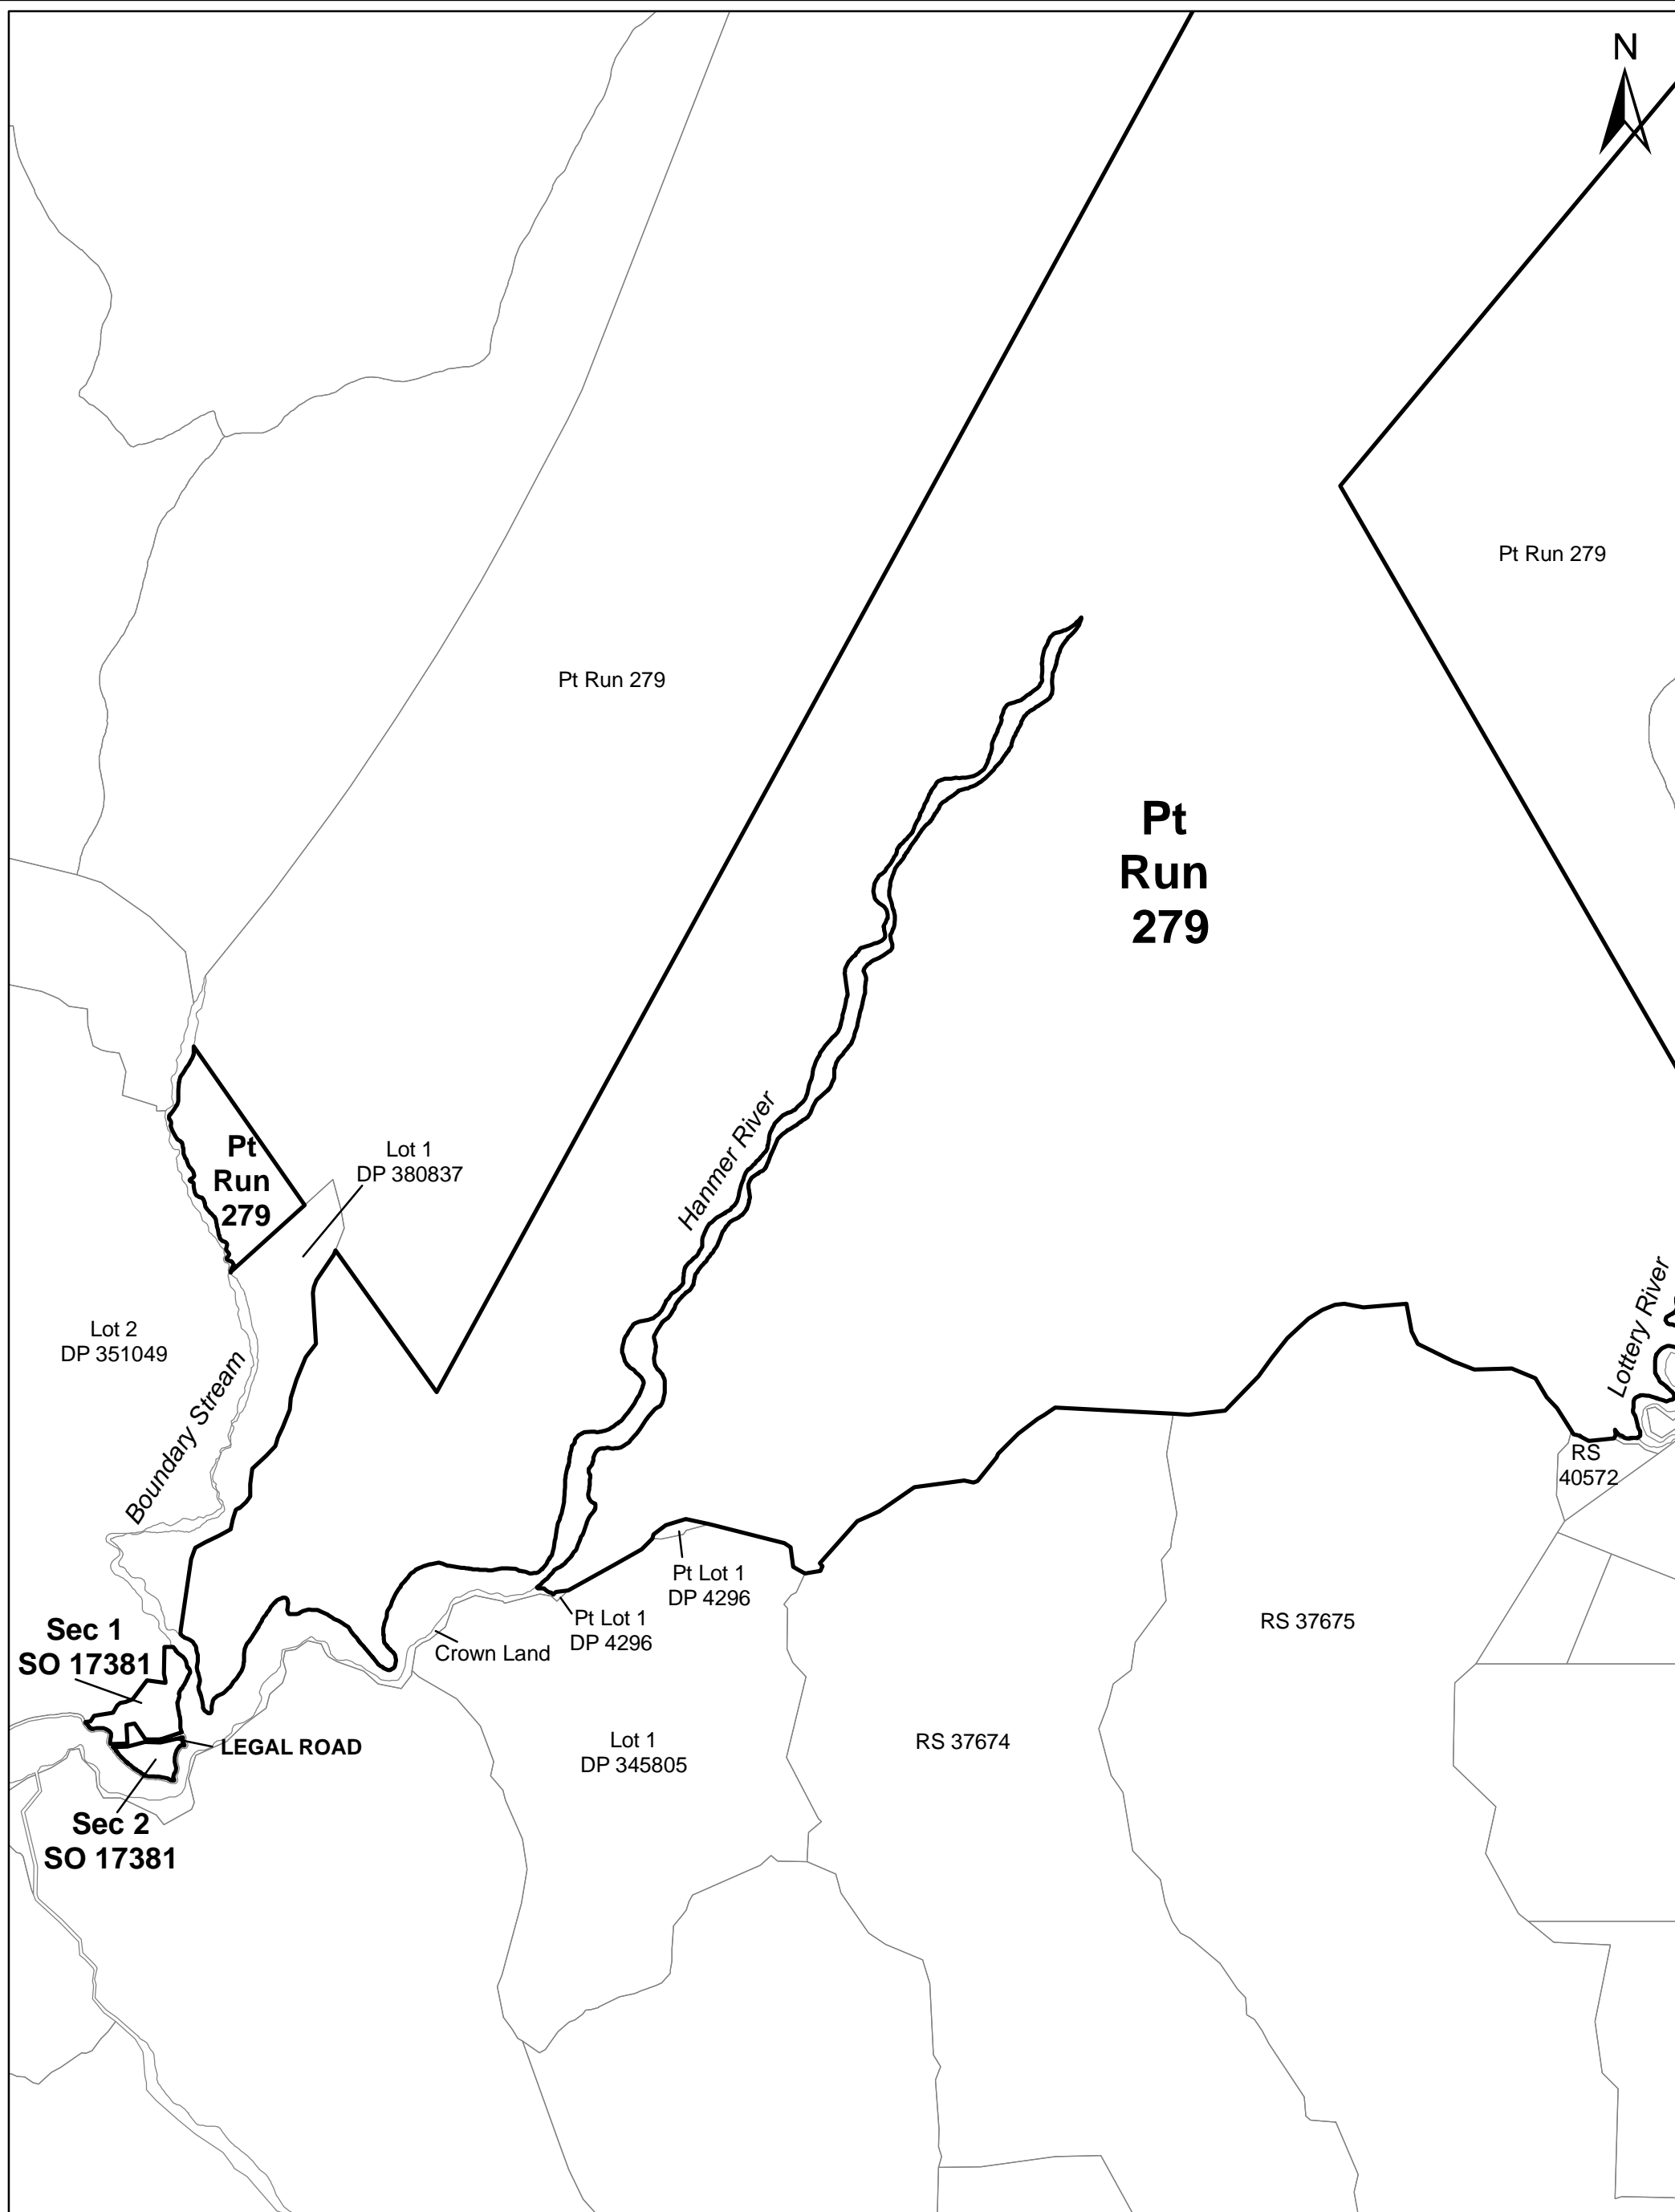 N
Pt Run 279
Pt Run 279
Pt
Run
279
Hanmer River
Pt
Run
279
Lot 1
DP 380837
Lot 2
DP 351049
Boundary Stream
Lottery River
RS
40572
Pt Lot 1
DP 4296
Pt Lot 1
DP 4296
Crown Land
Sec 1
SO 17381
RS 37675
LEGAL ROAD
Lot 1
DP 345805
RS 37674
Sec 2
SO 17381